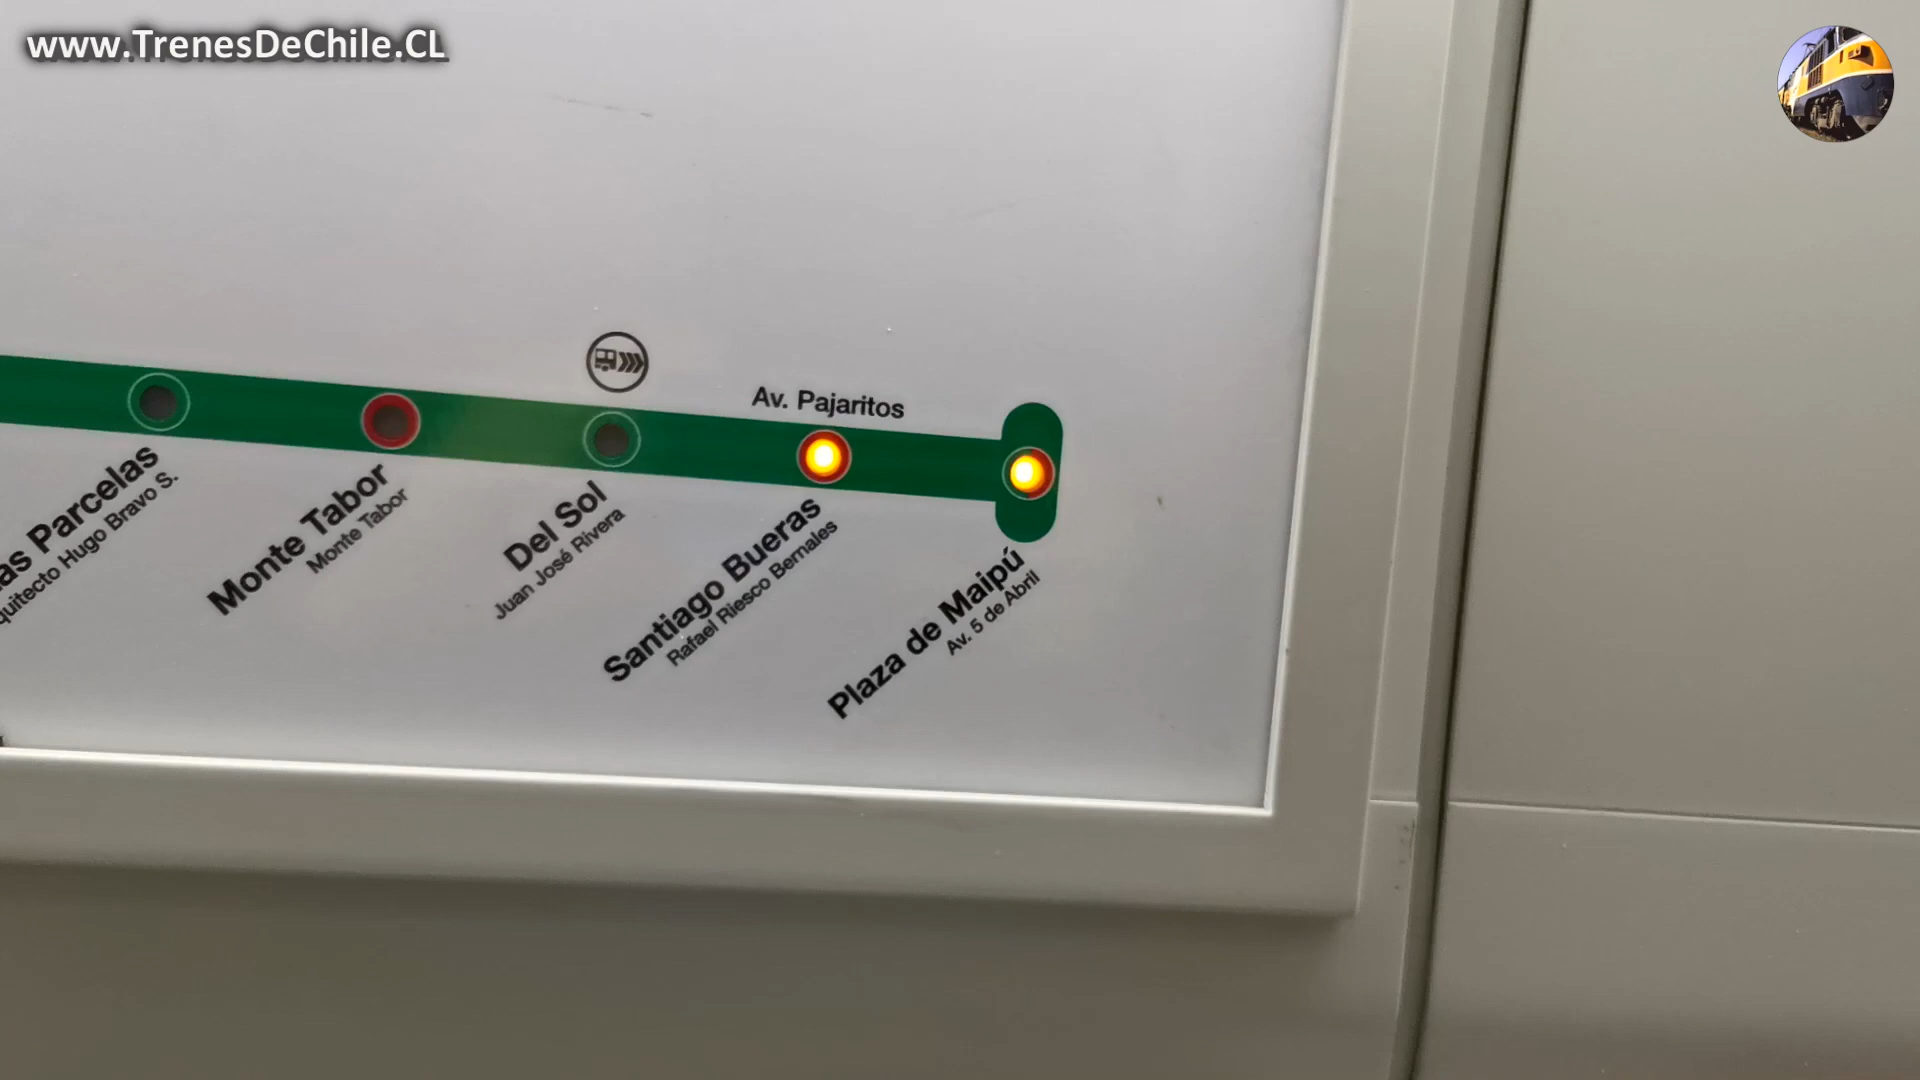 www.TrenesDeChile.CL
Av. Pajaritos
as Parcelas
quitecto Hugo Bravo S.
Monte Tabor
Monte Tabor
Del Sol
Juan José Rivera
Santiago Bueras
Rafael Riesco Bernales
Plaza de Maipú
Av. 5 de Abril